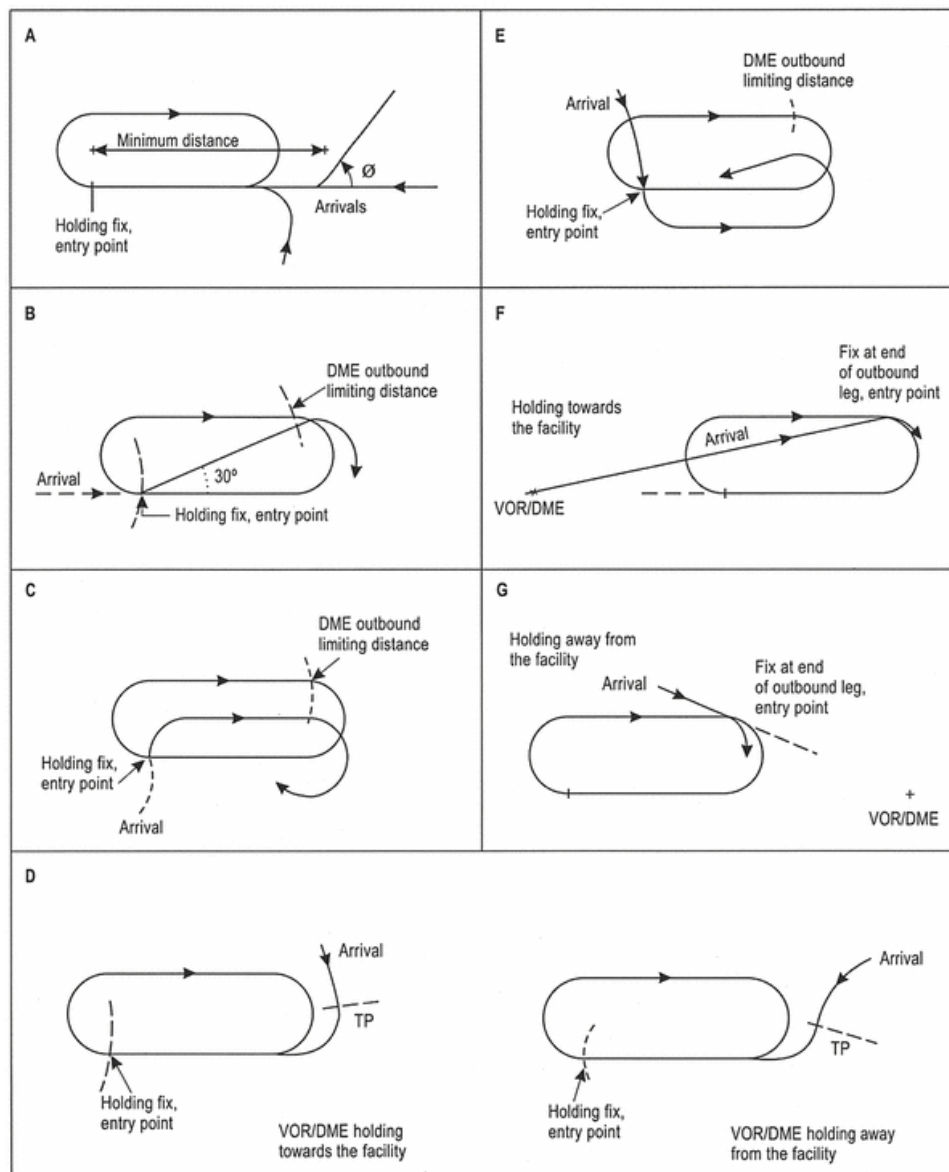 A
Minimum distance
Ø
Arrivals
Holding fix,
entry point
B
DME outbound
limiting distance
Arrival
30º
Holding fix, entry point
C
DME outbound
limiting distance
Holding fix,
entry point
Arrival
E
DME outbound
limiting distance
Arrival
Holding fix,
entry point
F
Fix at end
of outbound
leg, entry point
Holding towards
the facility
Arrival
VOR/DME
G
Holding away from
the facility
Arrival
Fix at end
of outbound leg,
entry point
VOR/DME
D
Arrival
TP
Holding fix,
entry point
VOR/DME holding
towards the facility
Arrival
TP
Holding fix,
entry point
VOR/DME holding away
from the facility